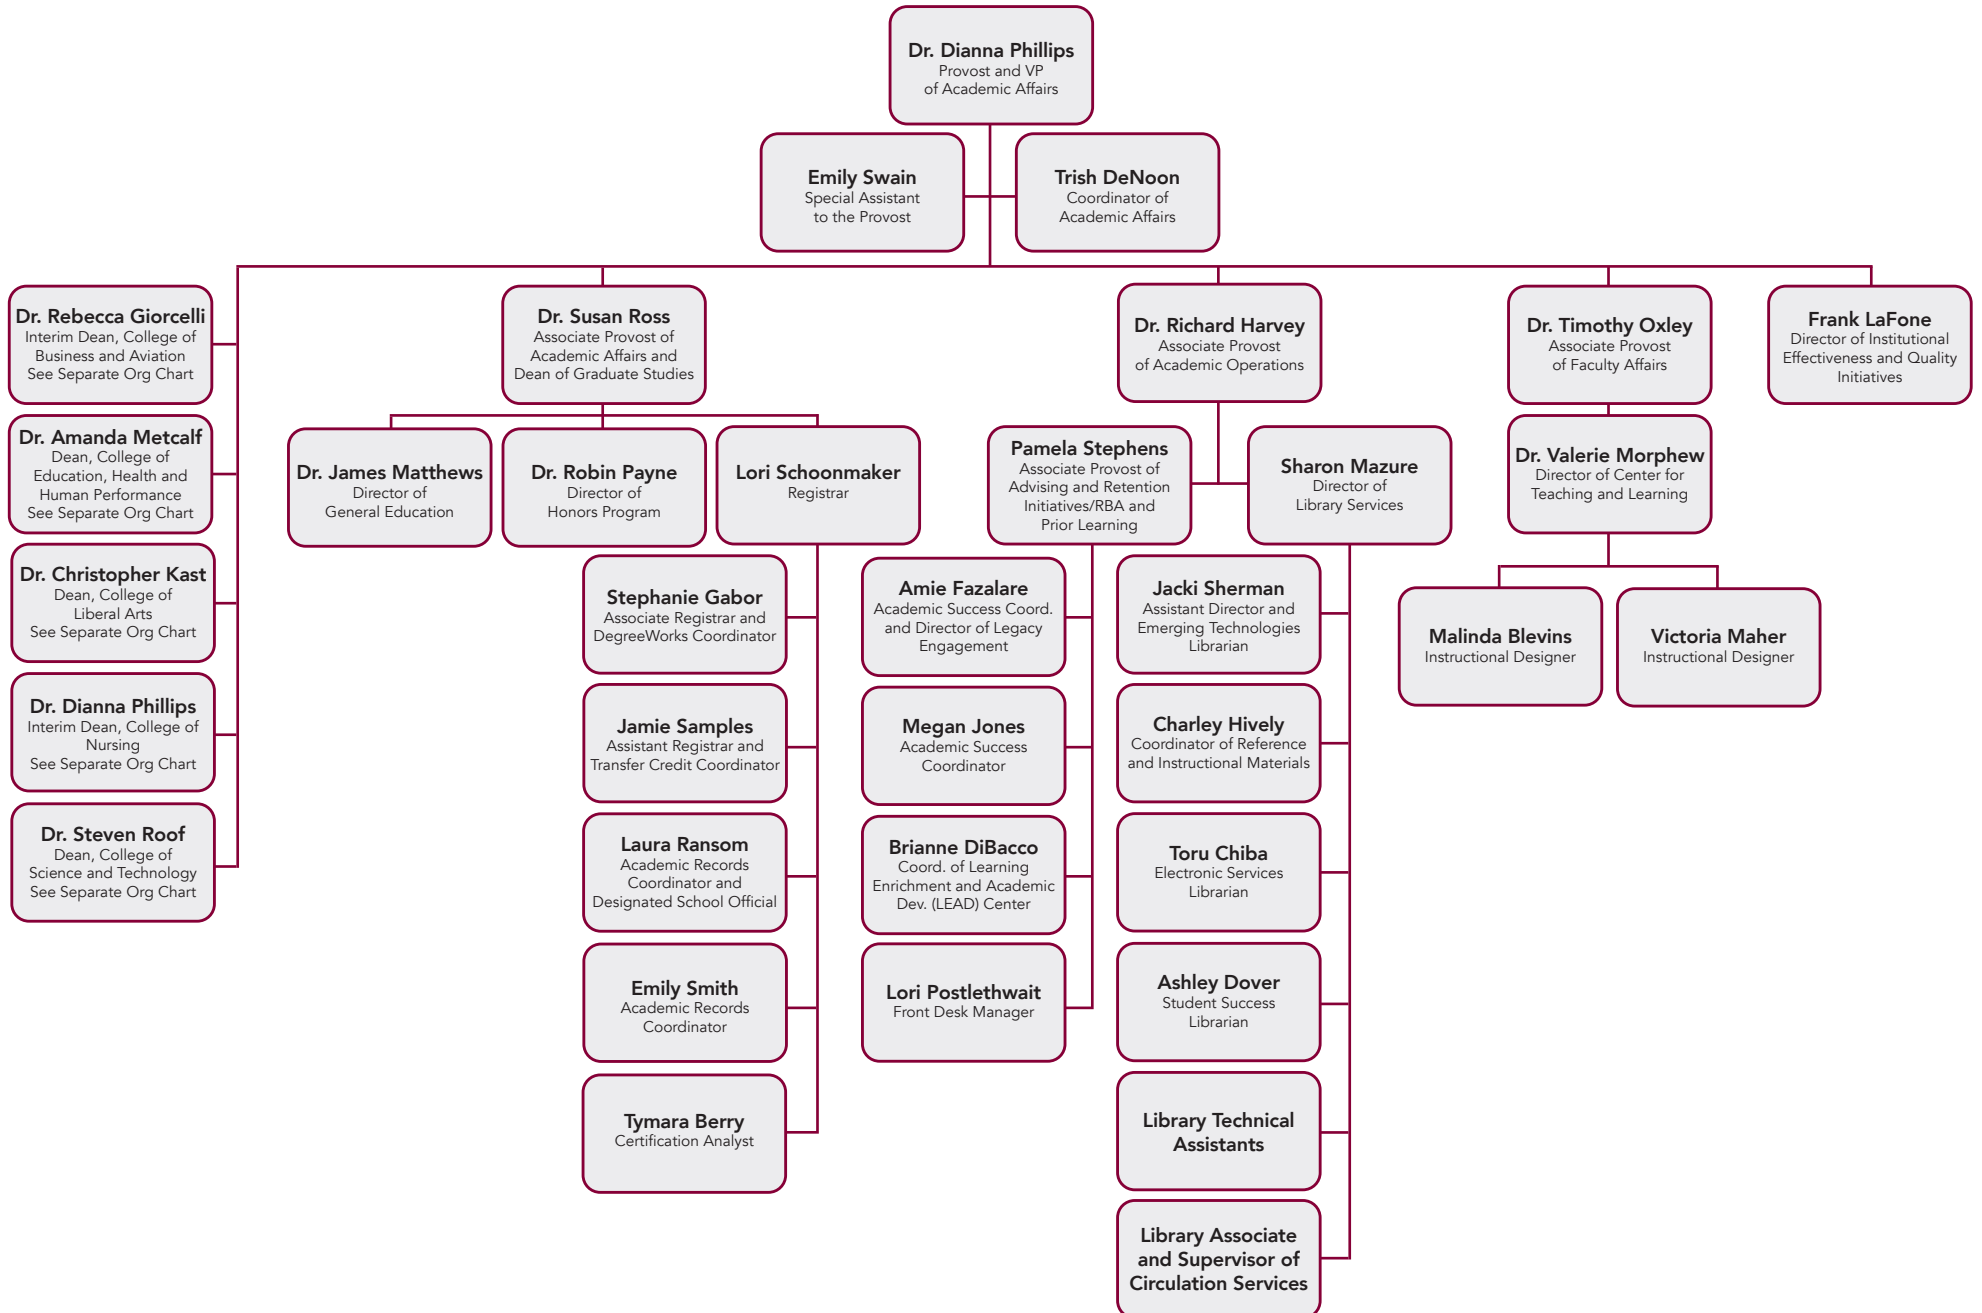 Dr. Dianna Phillips
Provost and VP
of Academic Affairs
Emily Swain
Special Assistant
to the Provost
Trish DeNoon
Coordinator of
Academic Affairs
Dr. Rebecca Giorcelli
Interim Dean, College of
Business and Aviation
See Separate Org Chart
Dr. Amanda Metcalf
Dean, College of
Education, Health and
Human Performance
See Separate Org Chart
Dr. Christopher Kast
Dean, College of
Liberal Arts
See Separate Org Chart
Dr. Dianna Phillips
Interim Dean, College of
Nursing
See Separate Org Chart
Dr. Steven Roof
Dean, College of
Science and Technology
See Separate Org Chart
Dr. Susan Ross
Associate Provost of
Academic Affairs and
Dean of Graduate Studies
Dr. James Matthews
Director of
General Education
Dr. Robin Payne
Director of
Honors Program
Lori Schoonmaker
Registrar
Stephanie Gabor
Associate Registrar and
DegreeWorks Coordinator
Jamie Samples
Assistant Registrar and
Transfer Credit Coordinator
Laura Ransom
Academic Records
Coordinator and
Designated School Official
Emily Smith
Academic Records
Coordinator
Tymara Berry
Certification Analyst
Dr. Richard Harvey
Associate Provost
of Academic Operations
Pamela Stephens
Associate Provost of
Advising and Retention
Initiatives/RBA and
Prior Learning
Amie Fazalare
Academic Success Coord.
and Director of Legacy
Engagement
Megan Jones
Academic Success
Coordinator
Brianne DiBacco
Coord. of Learning
Enrichment and Academic
Dev. (LEAD) Center
Lori Postlethwait
Front Desk Manager
Sharon Mazure
Director of
Library Services
Jacki Sherman
Assistant Director and
Emerging Technologies
Librarian
Charley Hively
Coordinator of Reference
and Instructional Materials
Toru Chiba
Electronic Services
Librarian
Ashley Dover
Student Success
Librarian
Library Technical
Assistants
Library Associate
and Supervisor of
Circulation Services
Dr. Timothy Oxley
Associate Provost
of Faculty Affairs
Dr. Valerie Morphew
Director of Center for
Teaching and Learning
Malinda Blevins
Instructional Designer
Victoria Maher
Instructional Designer
Frank LaFone
Director of Institutional
Effectiveness and Quality
Initiatives